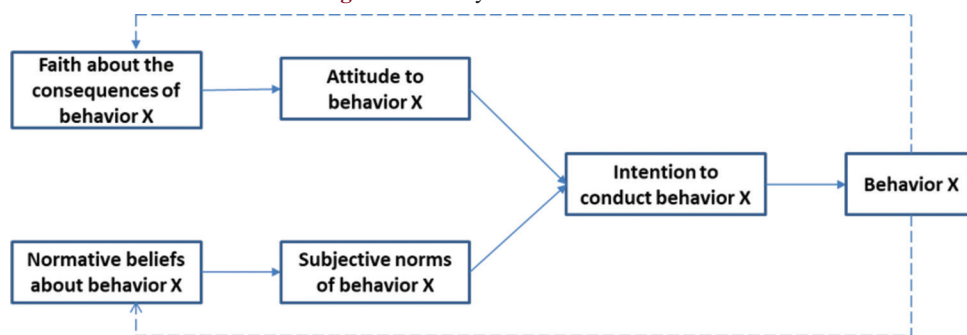 Faith about the
consequences of
behavior X
Attitude to
behavior X
Intention to
conduct behavior X
Behavior X
Normative beliefs
about behavior X
Subjective norms
of behavior X